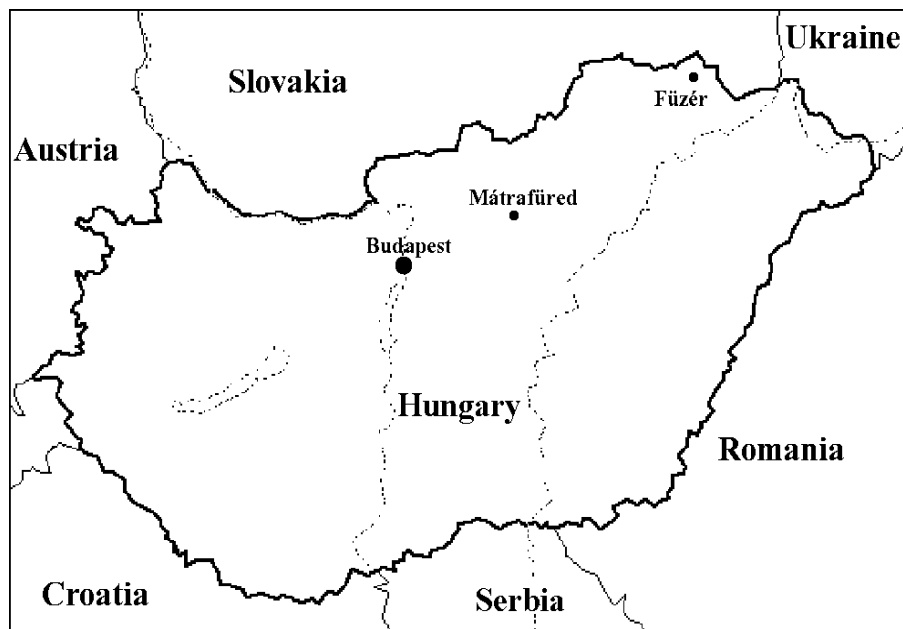 Ukraine
Slovakia
Füzér
Austria
Mátrafüred
Budapest
Hungary
Romania
Croatia
Serbia